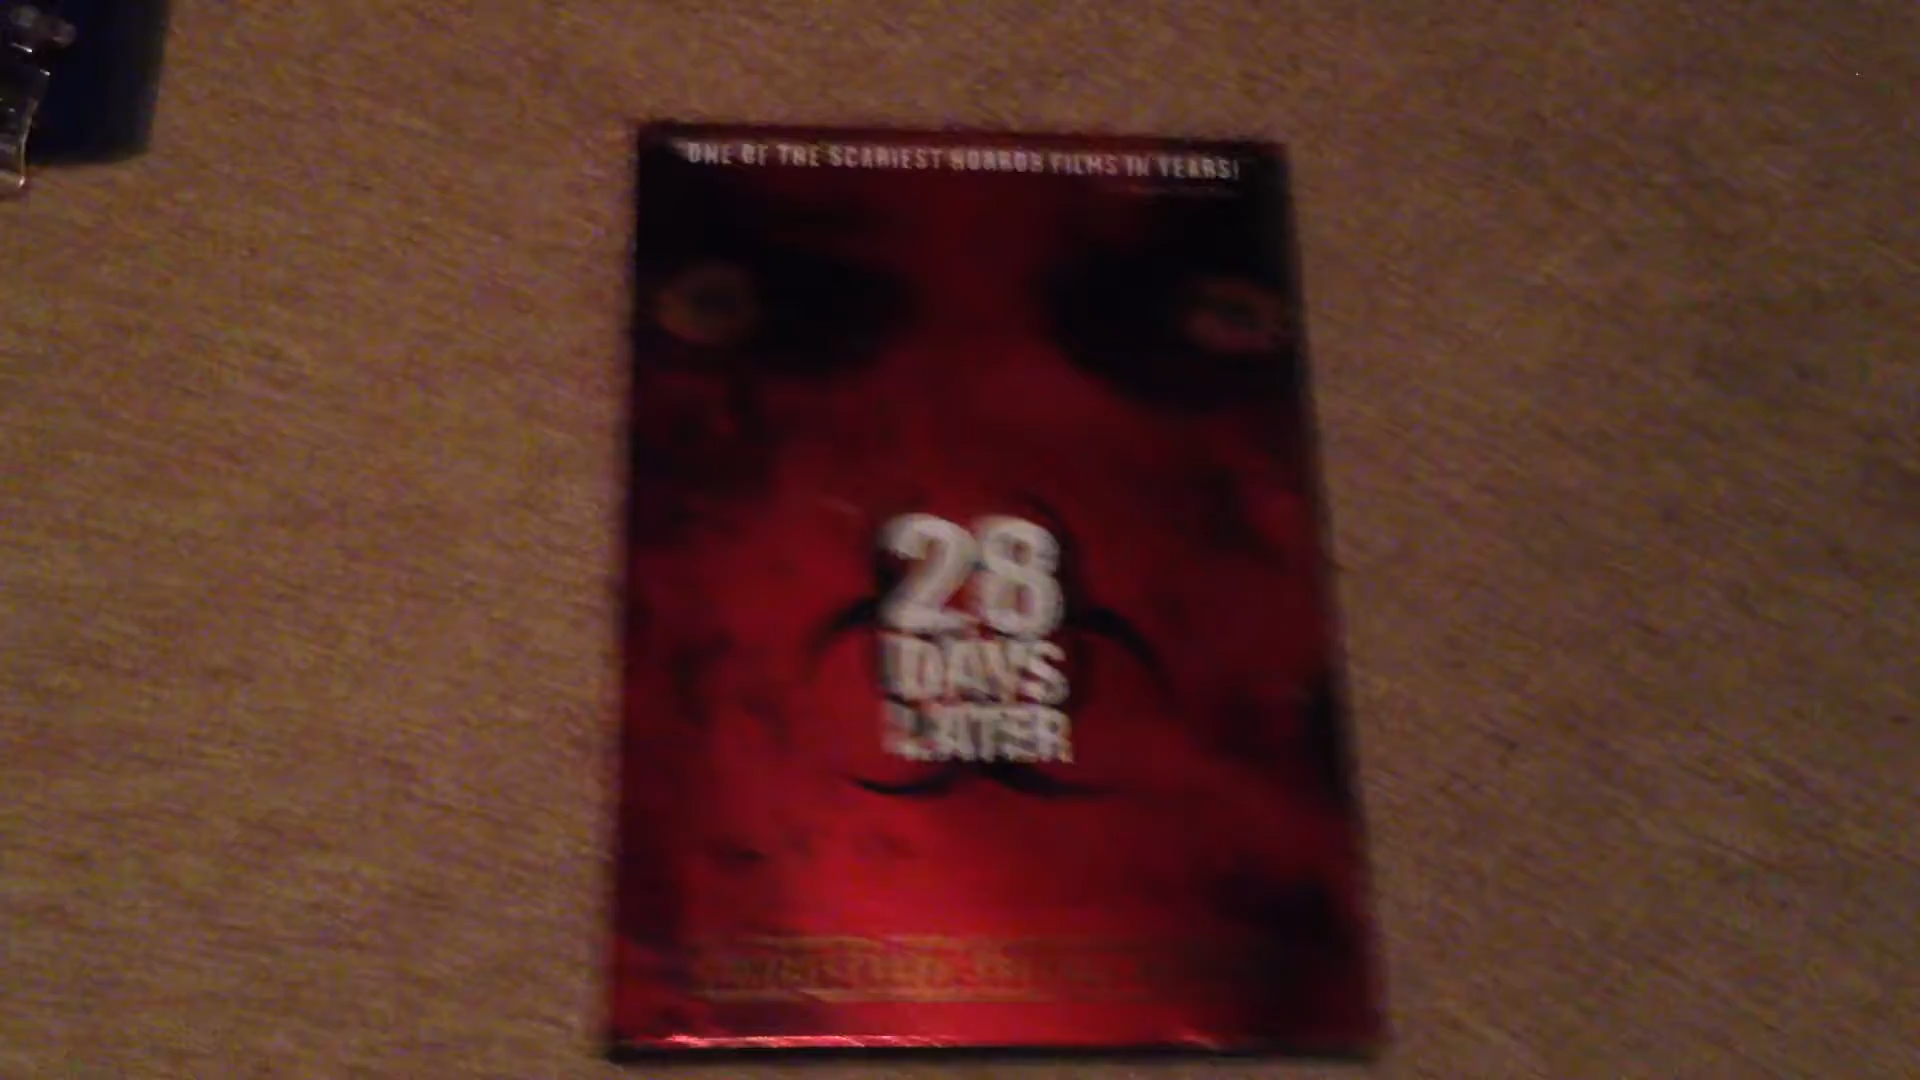 "ONE OF THE SCARIEST HORROR FILMS IN YEARS!
28
DAYS
LATER